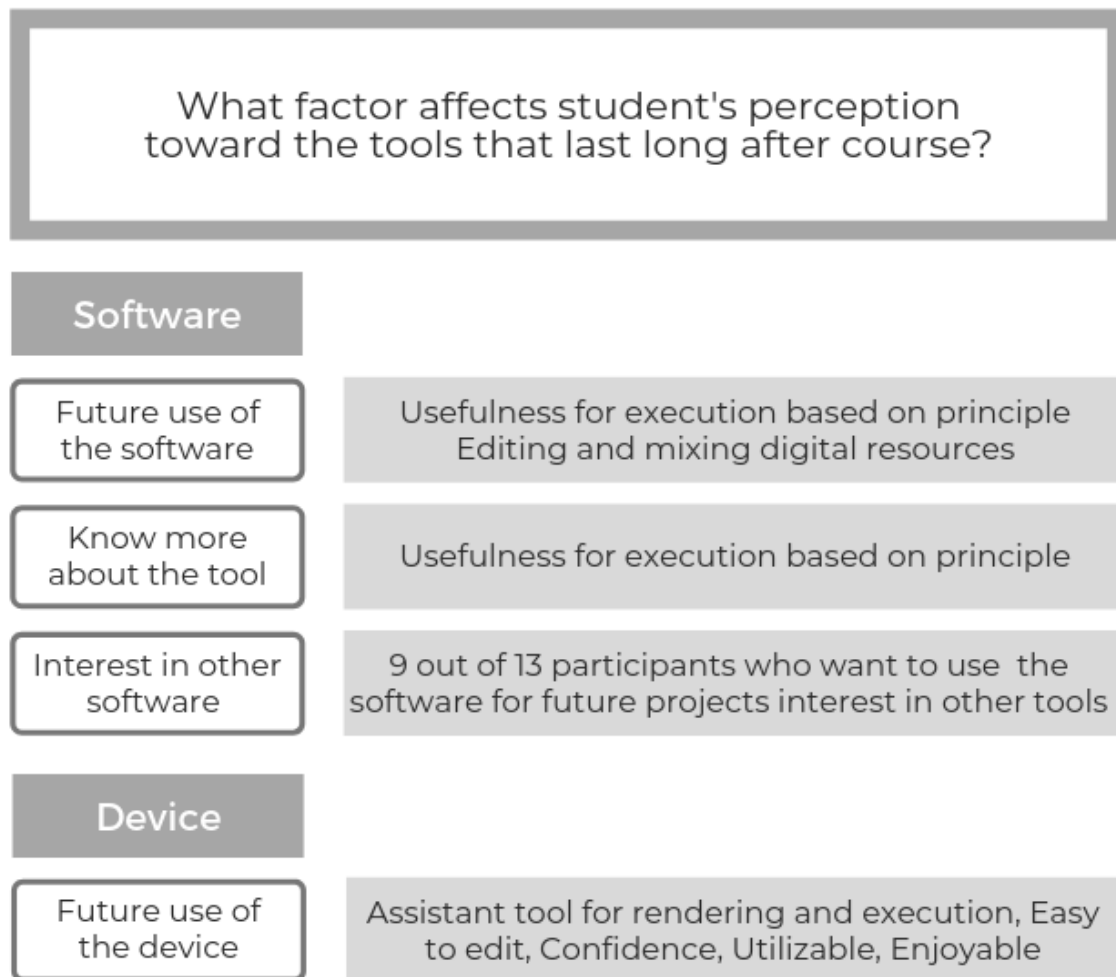 What factor affects student's perception
toward the tools that last long after course?
Software
Future use of
the software
Usefulness for execution based on principle
Editing and mixing digital resources
Know more
about the tool
Usefulness for execution based on principle
Interest in other
software
9 out of 13 participants who want to use the
software for future projects interest in other tools
Device
Future use of
the device
Assistant tool for rendering and execution, Easy
to edit, Confidence, Utilizable, Enjoyable